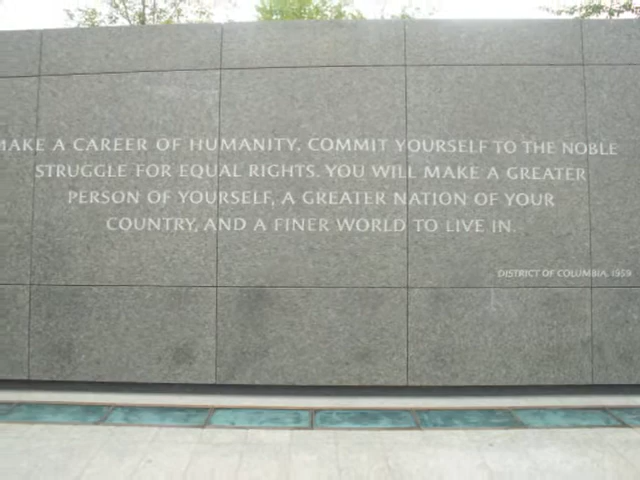 MAKE A CAREER OF HUMANITY. COMMIT YOURSELF TO THE NOBLE
STRUGGLE FOR EQUAL RIGHTS. YOU WILL MAKE A GREATER
PERSON OF YOURSELF, A GREATER NATION OF YOUR
COUNTRY, AND A FINER WORLD TO LIVE IN.
DISTRICT OF COLUMBIA, 1959